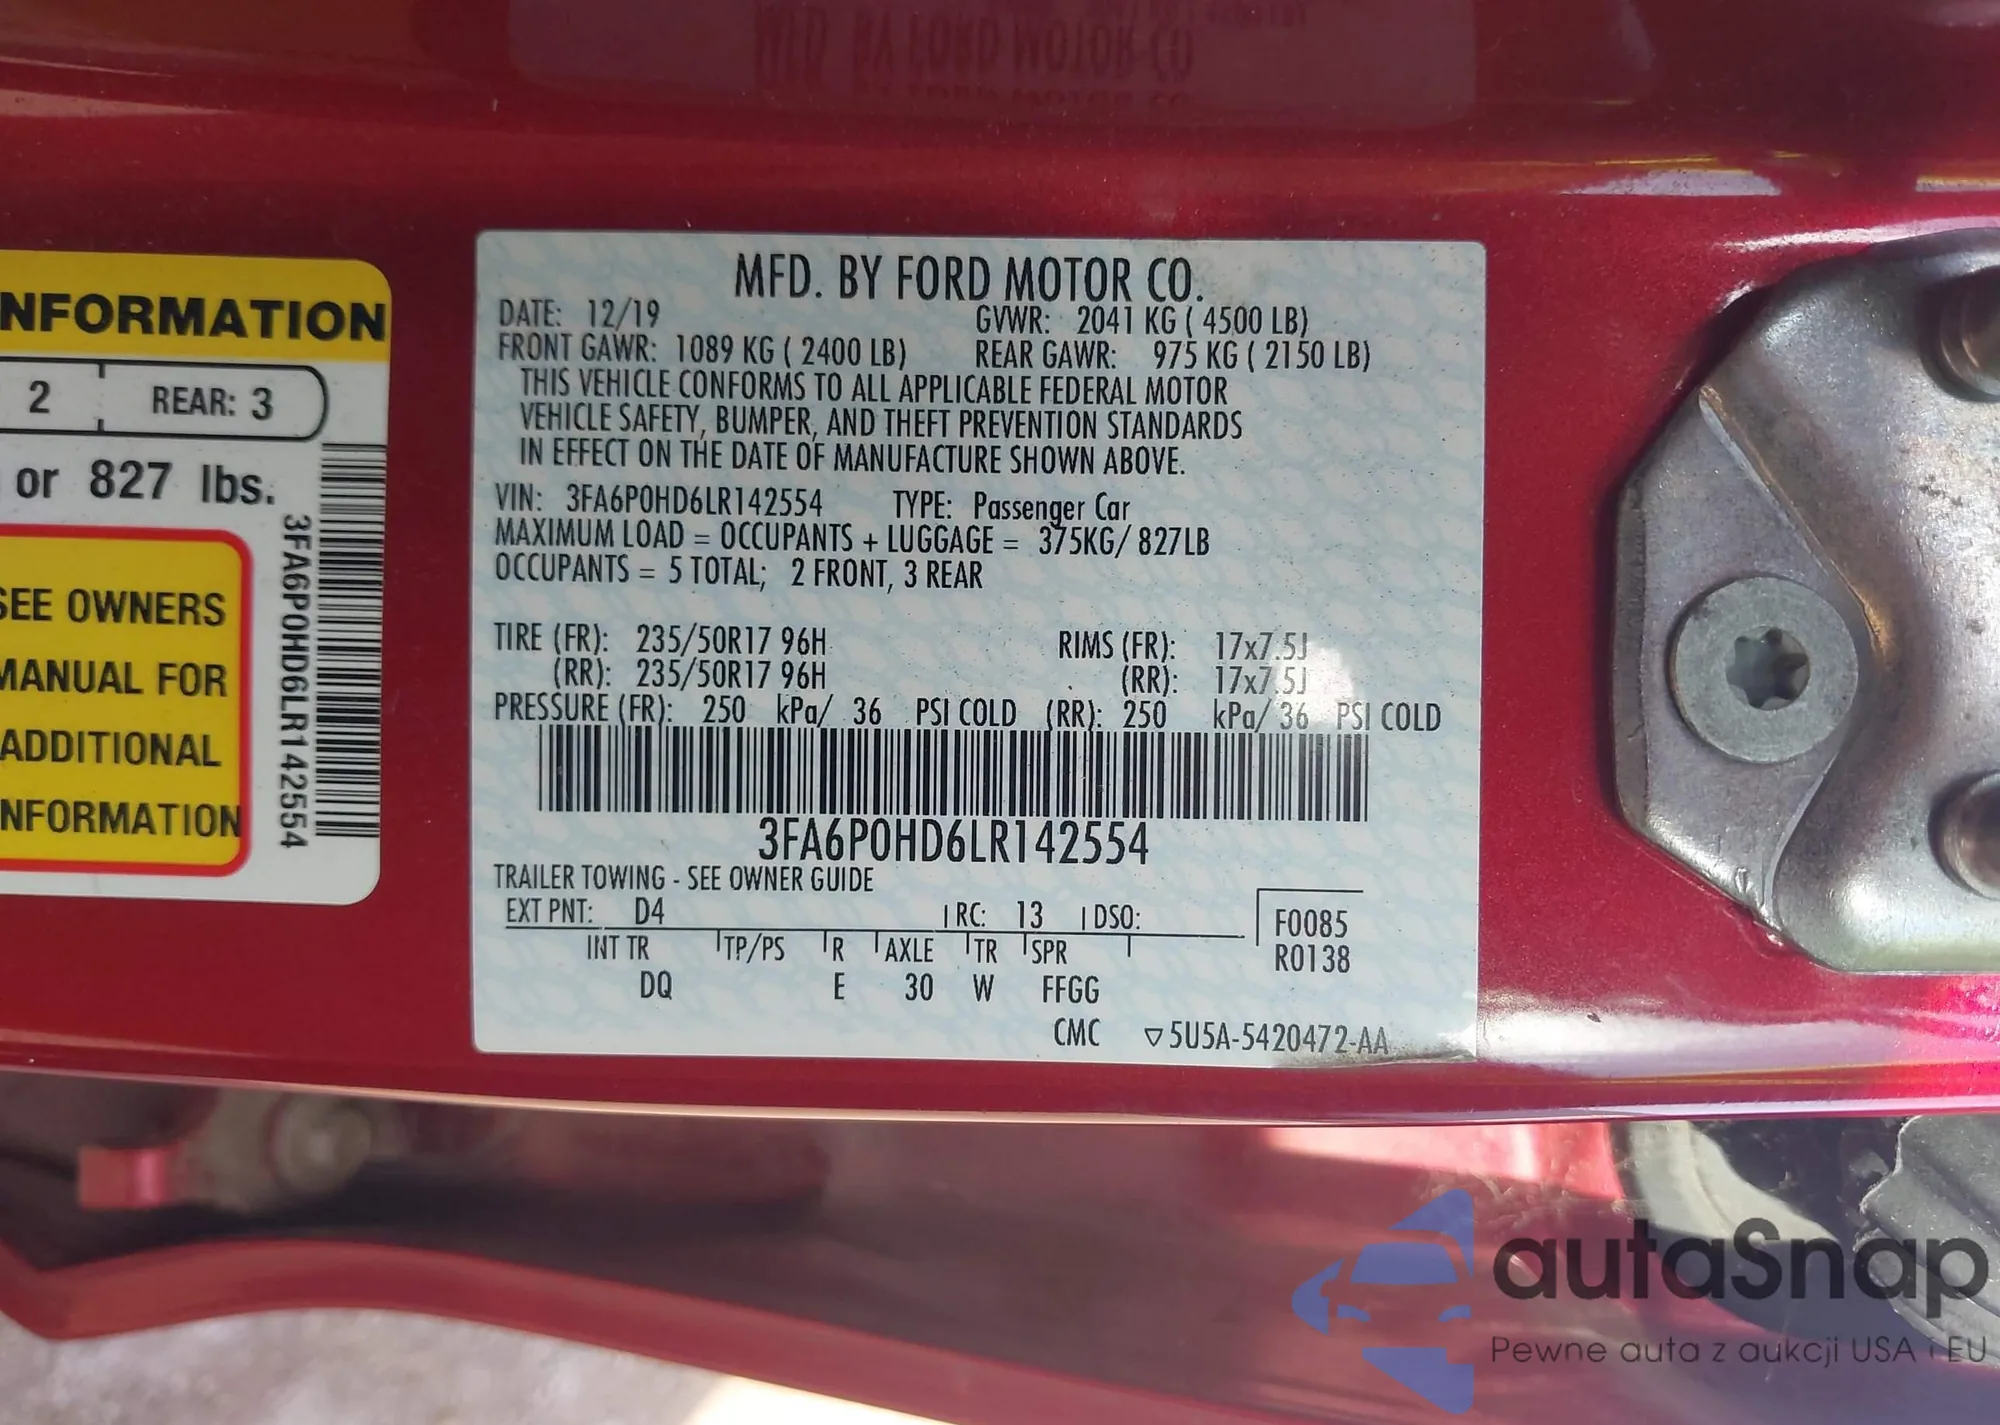 NFORMATION
2 REAR: 3
or 827 lbs.
SEE OWNERS
MANUAL FOR
ADDITIONAL
NFORMATION
3FA6P0HD6LR142554
MFD. BY FORD MOTOR CO.
DATE: 12/19 GVWR: 2041 KG ( 4500 LB)
FRONT GAWR: 1089 KG ( 2400 LB) REAR GAWR: 975 KG ( 2150 LB)
THIS VEHICLE CONFORMS TO ALL APPLICABLE FEDERAL MOTOR
VEHICLE SAFETY, BUMPER, AND THEFT PREVENTION STANDARDS
IN EFFECT ON THE DATE OF MANUFACTURE SHOWN ABOVE.
VIN: 3FA6P0HD6LR142554 TYPE: Passenger Car
MAXIMUM LOAD = OCCUPANTS + LUGGAGE = 375KG/ 827LB
OCCUPANTS = 5 TOTAL; 2 FRONT, 3 REAR
TIRE (FR): 235/50R17 96H RIMS (FR): 17x7.5J
(RR): 235/50R17 96H (RR): 17x7.5J
PRESSURE (FR): 250 kPa/ 36 PSI COLD (RR): 250 kPa/ 36 PSI COLD
3FA6P0HD6LR142554
TRAILER TOWING - SEE OWNER GUIDE
EXT PNT: D4 RC: 13 DSO: F0085
INT TR TP/PS R AXLE TR SPR R0138
DQ E 30 W FFGG
CMC 5U5A-5420472-AA
autaSnap
Pewne auta z aukcji USA i EU